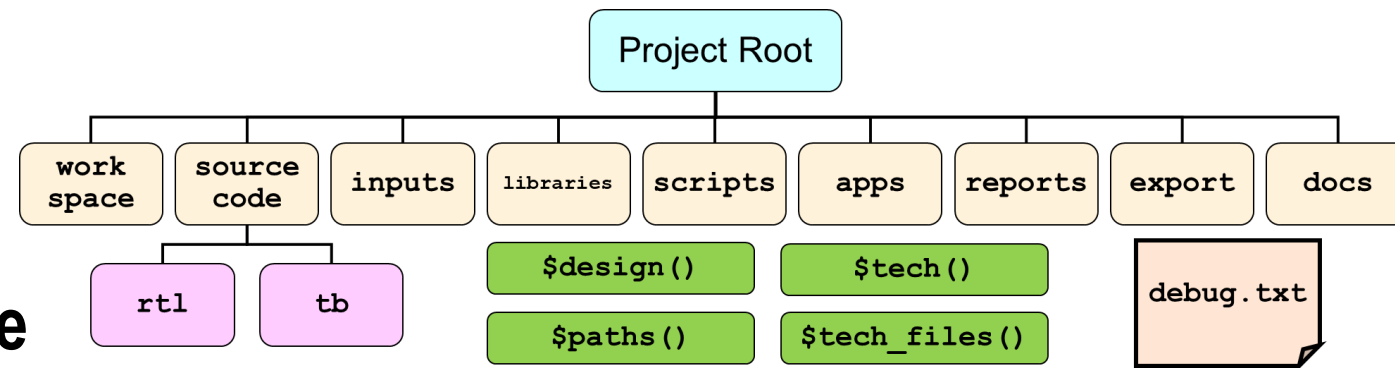 Project Root
work
space
source
code
inputs
libraries
scripts
apps
reports
export
docs
rtl
tb
$design()
$tech()
$paths()
$tech_files()
debug.txt
e